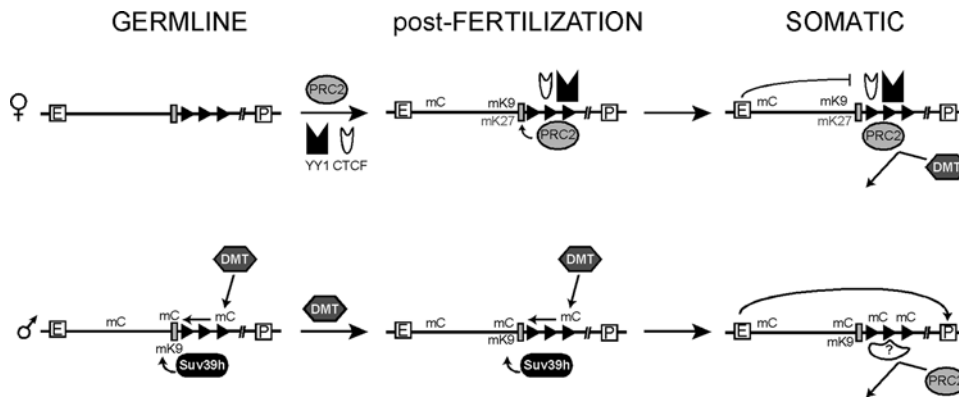 GERMLINE post-FERTILIZATION SOMATIC
♀ E P PRC2 YY1 CTCF E mC mK9 mK27 PRC2 P E mC mK9 mK27 PRC2 DMT P
♂ E mC mC mC P DMT mK9 Suv39h DMT E mC mC mC P DMT mK9 Suv39h E mC mC mC mC P mK9 ? PRC2